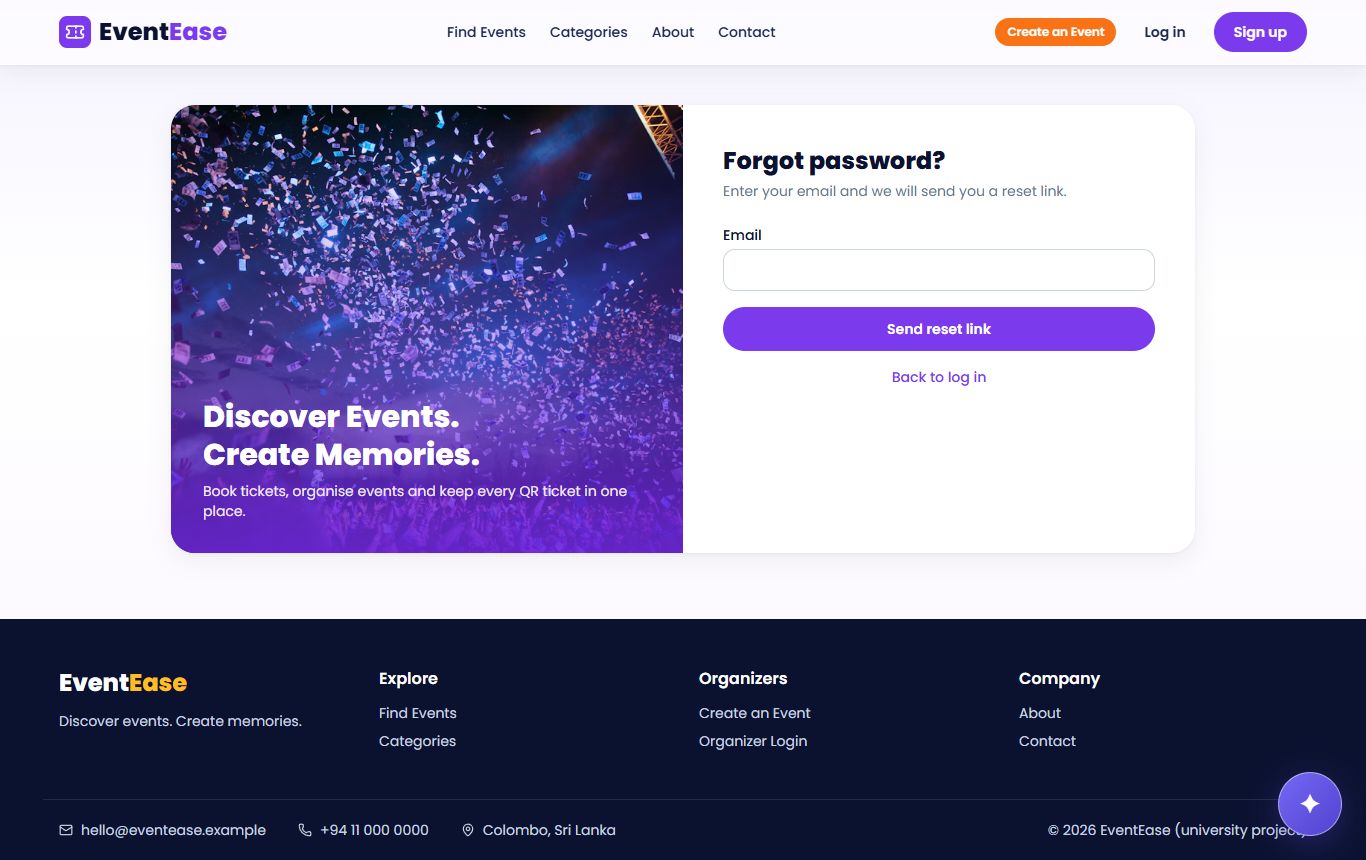 EventEase
Find Events
Categories
About
Contact
Create an Event
Log in
Sign up
Discover Events.
Create Memories.
Book tickets, organise events and keep every QR ticket in one
place.
Forgot password?
Enter your email and we will send you a reset link.
Email
Send reset link
Back to log in
EventEase
Discover events. Create memories.
Explore
Find Events
Categories
Organizers
Create an Event
Organizer Login
Company
About
Contact
hello@eventease.example
+94 11 000 0000
Colombo, Sri Lanka
© 2026 EventEase (university project)